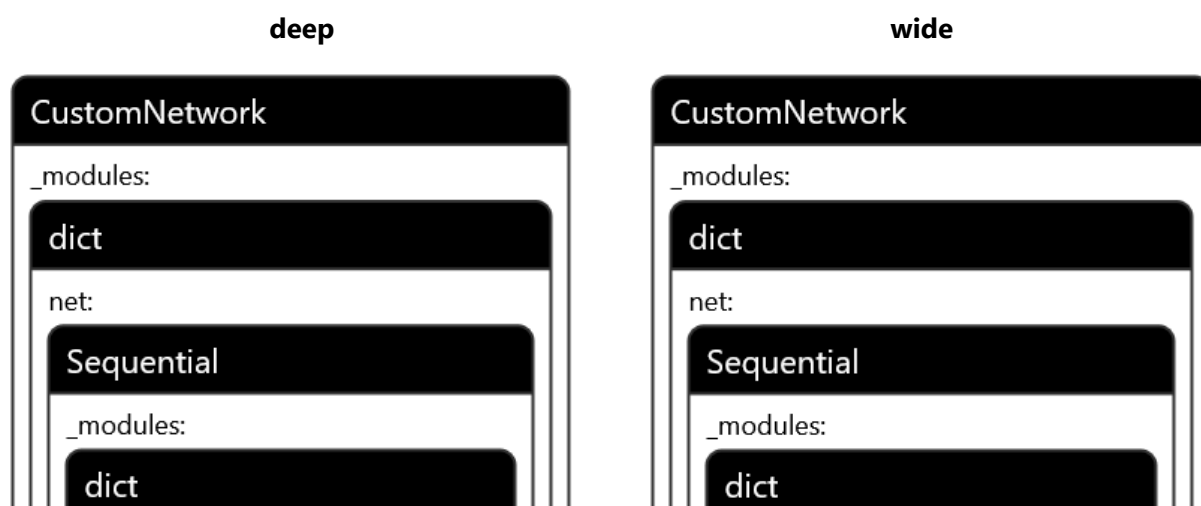 deep
CustomNetwork
_modules:
dict
net:
Sequential
_modules:
dict
wide
CustomNetwork
_modules:
dict
net:
Sequential
_modules:
dict